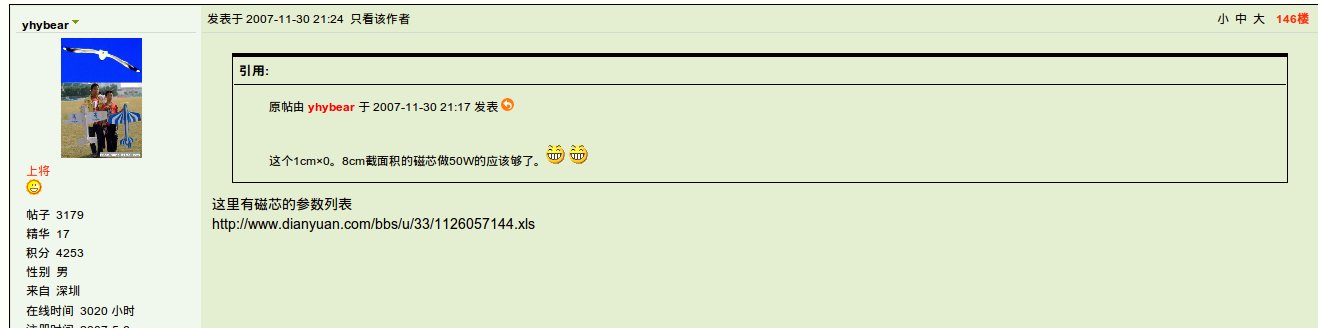 yhybear
发表于 2007-11-30 21:24 只看该作者
小 中 大 146楼
引用:
原帖由 yhybear 于 2007-11-30 21:17 发表
这个1cm×0。8cm截面积的磁芯做50W的应该够了。
这里有磁芯的参数列表
http://www.dianyuan.com/bbs/u/33/1126057144.xls
上将
帖子 3179
精华 17
积分 4253
性别 男
来自 深圳
在线时间 3020 小时